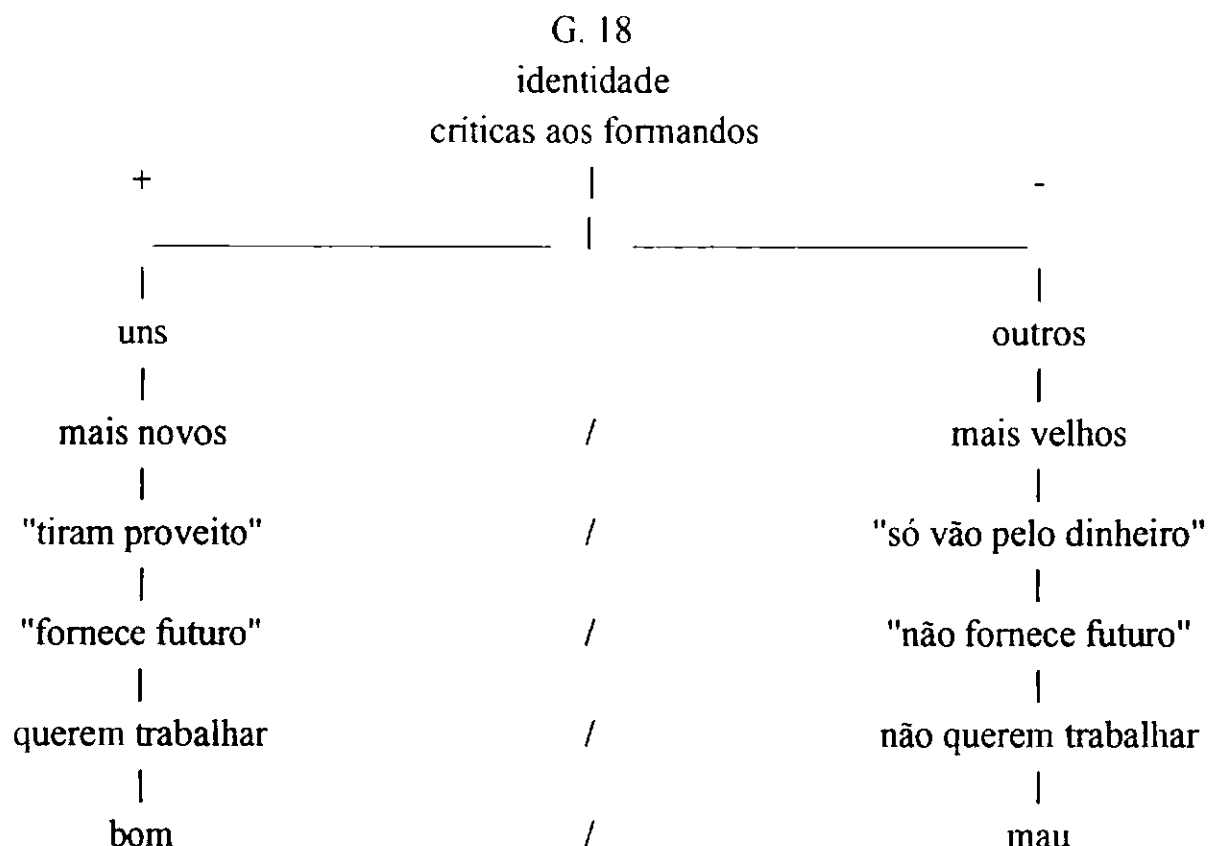 G. 18
identidade
críticas aos formandos
+ -
uns outros
mais novos / mais velhos
"tiram proveito" / "só vão pelo dinheiro"
"fornece futuro" / "não fornece futuro"
querem trabalhar / não querem trabalhar
bom / mau